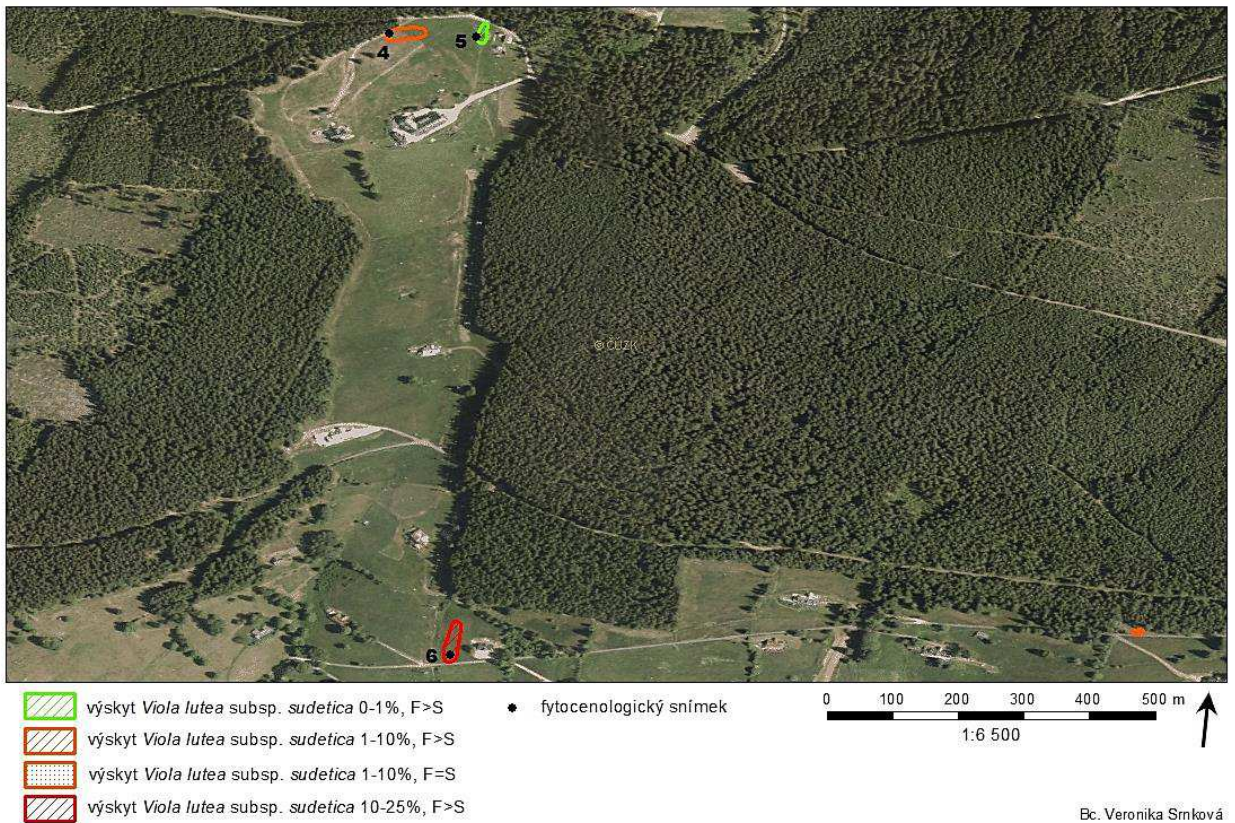 4
5
© ČÚZK
6
výskyt Viola lutea subsp. sudetica 0-1%, F>S
výskyt Viola lutea subsp. sudetica 1-10%, F>S
výskyt Viola lutea subsp. sudetica 1-10%, F=S
výskyt Viola lutea subsp. sudetica 10-25%, F>S
fytocenologický snímek
0 100 200 300 400 500 m
1:6 500
Bc. Veronika Srnková